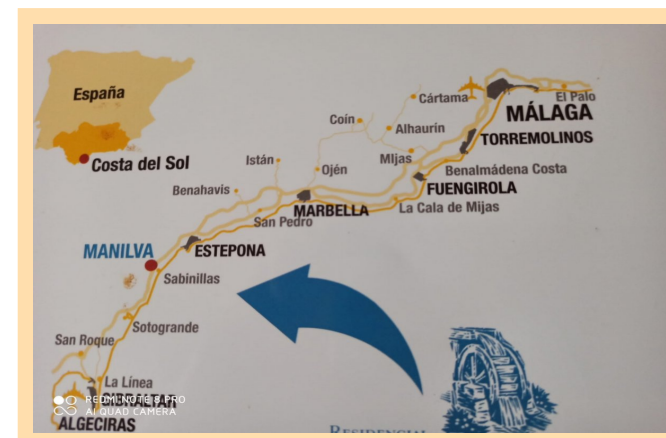 España
Costa del Sol
Cártama
El Palo
MÁLAGA
Coín
Alhaurín
TORREMOLINOS
Istán
Ojén
MIjas
Benalmádena Costa
Benahavis
FUENGIROLA
MARBELLA
La Cala de Mijas
San Pedro
MANILVA
ESTEPONA
Sabinillas
Sotogrande
San Roque
La Línea
GIBRALTAR
REDMI NOTE 8 PRO
AI QUAD CAMERA
ALGECIRAS
RESIDENCIAL